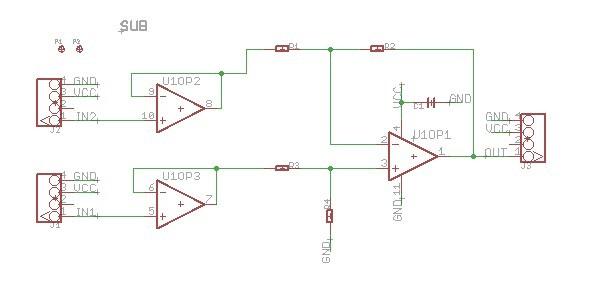 SUB
P1 P2
R1 R2
4 GND
3 VCC
2
1 IN2
J2
U1OP2
9
10
8
VCC
C1 GND
4
U1OP1
2
3
1
11
GND
OUT
GND 4
VCC 3
2
1
J3
4 GND
3 VCC
2
1 IN1
J1
U1OP3
6
5
7
R3
R4
GND